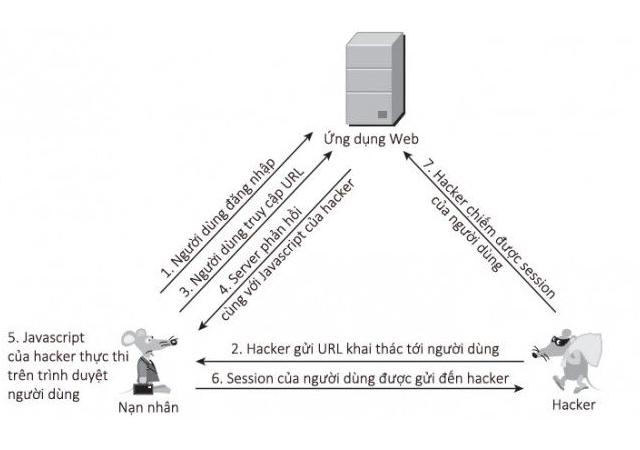 Ứng dụng Web
1. Người dùng đăng nhập
3. Người dùng truy cập URL
4. Server phản hồi
cùng với Javascript của hacker
7. Hacker chiếm được session
của người dùng
5. Javascript
của hacker thực thi
trên trình duyệt
người dùng
2. Hacker gửi URL khai thác tới người dùng
6. Session của người dùng được gửi đến hacker
Nạn nhân
Hacker